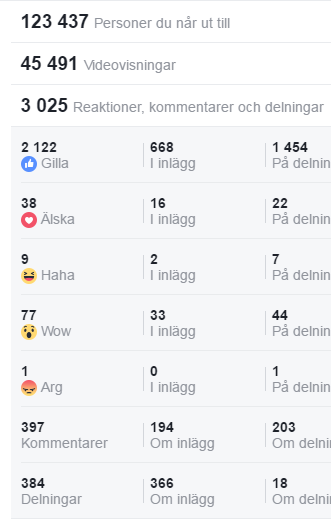 123 437 Personer du når ut till
45 491 Videovisningar
3 025 Reaktioner, kommentarer och delningar
2 122 668 1 454
Gilla I inlägg På delnin
38 16 22
Älska I inlägg På delnin
9 2 7
Haha I inlägg På delnin
77 33 44
Wow I inlägg På delnin
1 0 1
Arg I inlägg På delnin
397 194 203
Kommentarer Om inlägg Om delni
384 366 18
Delningar Om inlägg Om delni